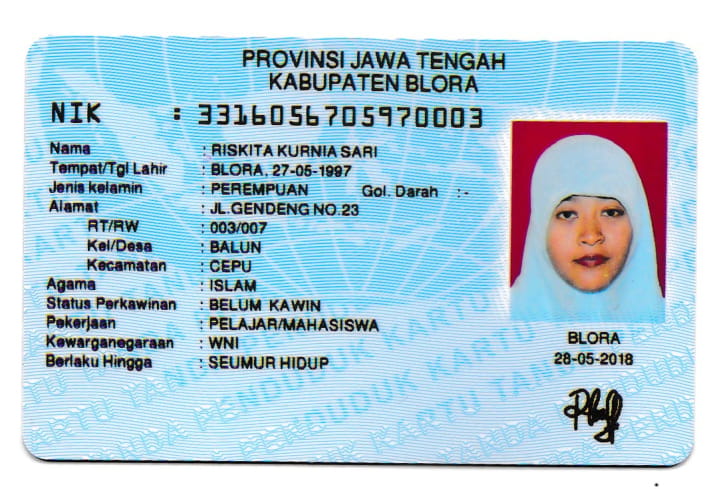 PROVINSI JAWA TENGAH
KABUPATEN BLORA
NIK : 3316056705970003
Nama : RISKITA KURNIA SARI
Tempat/Tgl Lahir : BLORA, 27-05-1997
Jenis kelamin : PEREMPUAN Gol. Darah :-
Alamat : JL.GENDENG NO.23
RT/RW : 003/007
Kel/Desa : BALUN
Kecamatan : CEPU
Agama : ISLAM
Status Perkawinan : BELUM KAWIN
Pekerjaan : PELAJAR/MAHASISWA
Kewarganegaraan : WNI
Berlaku Hingga : SEUMUR HIDUP
BLORA
28-05-2018
KARTU TANDA PENDUDUK KARTU TANDA PENDUDUK